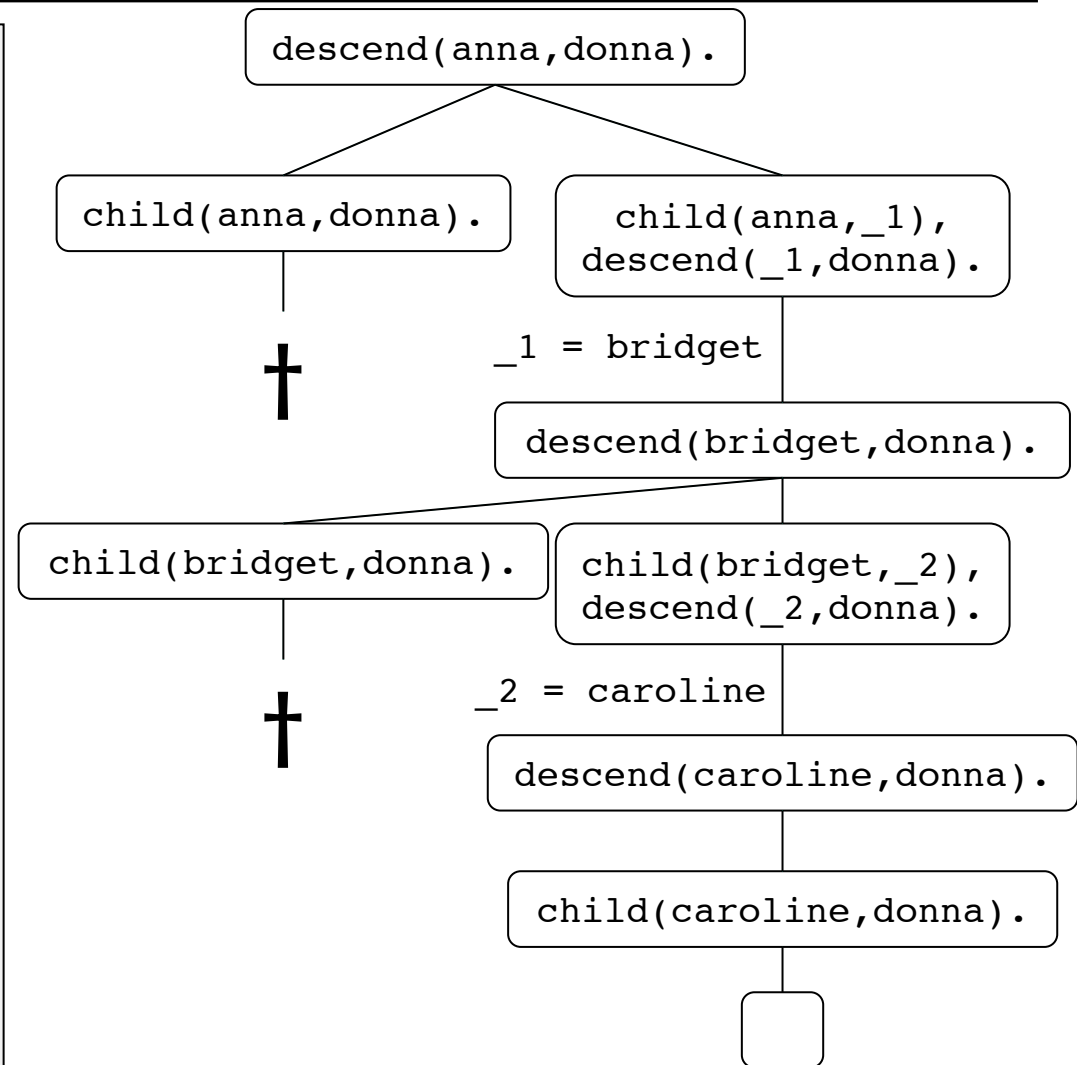 descend(anna,donna).
child(anna,donna).
child(anna,_1),
descend(_1,donna).
†
_1 = bridget
descend(bridget,donna).
child(bridget,donna).
child(bridget,_2),
descend(_2,donna).
†
_2 = caroline
descend(caroline,donna).
child(caroline,donna).